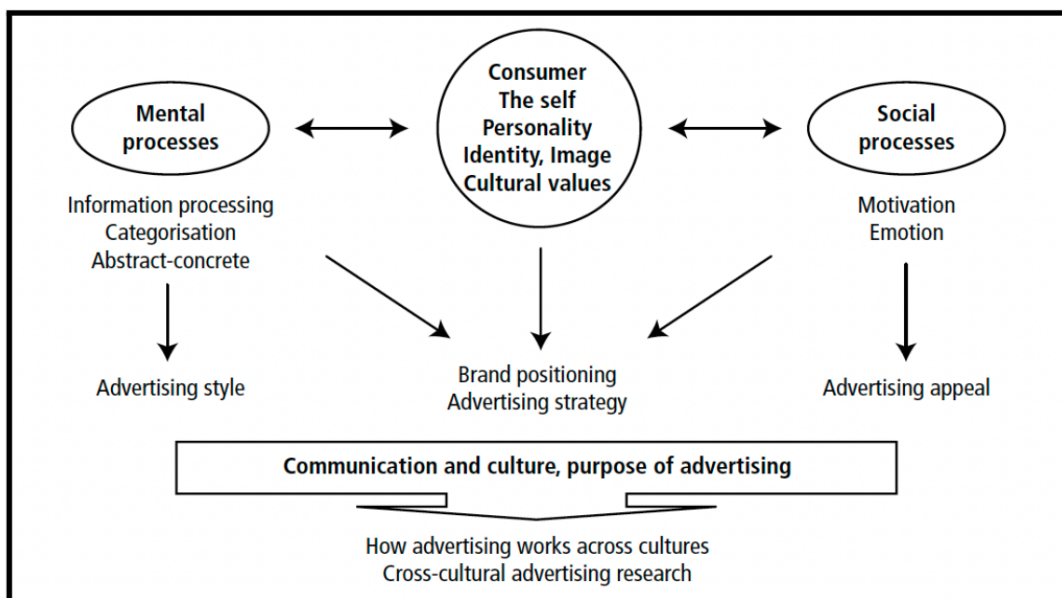 Mental
processes
Consumer
The self
Personality
Identity, Image
Cultural values
Social
processes
Information processing
Categorisation
Abstract-concrete
Motivation
Emotion
Advertising style
Brand positioning
Advertising strategy
Advertising appeal
Communication and culture, purpose of advertising
How advertising works across cultures
Cross-cultural advertising research